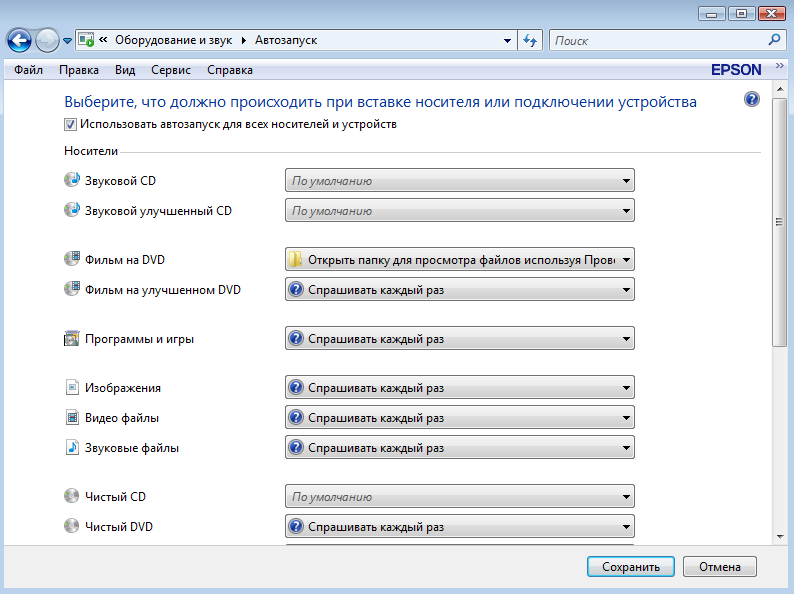 « Оборудование и звук Автозапуск Поиск
Файл Правка Вид Сервис Справка EPSON »
Выберите, что должно происходить при вставке носителя или подключении устройства
Использовать автозапуск для всех носителей и устройств
Носители
Звуковой CD По умолчанию
Звуковой улучшенный CD По умолчанию
Фильм на DVD Открыть папку для просмотра файлов используя Прово
Фильм на улучшенном DVD Спрашивать каждый раз
Программы и игры Спрашивать каждый раз
Изображения Спрашивать каждый раз
Видео файлы Спрашивать каждый раз
Звуковые файлы Спрашивать каждый раз
Чистый CD По умолчанию
Чистый DVD Спрашивать каждый раз
Сохранить Отмена